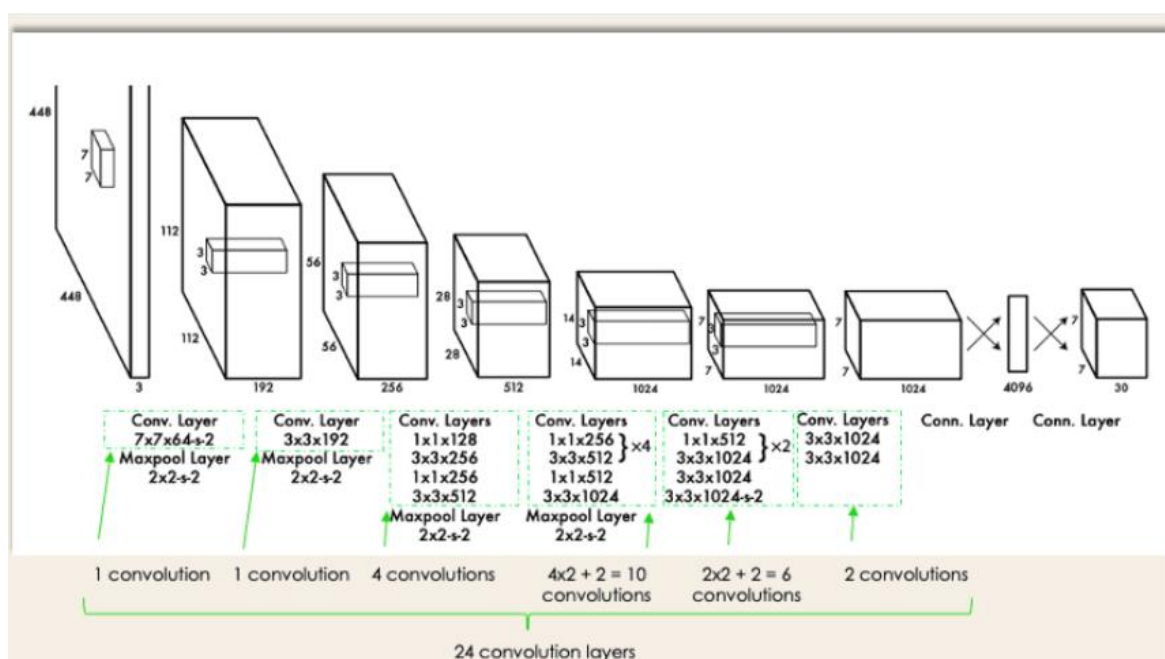 448
7
7
448
3
112
3
3
112
192
56
3
3
56
256
28
3
3
28
512
14
3
3
14
1024
7
3
3
7
1024
7
7
1024
4096
7
7
30
Conv. Layer
7x7x64-s-2
Maxpool Layer
2x2-s-2
Conv. Layer
3x3x192
Maxpool Layer
2x2-s-2
Conv. Layers
1x1x128
3x3x256
1x1x256
3x3x512
Maxpool Layer
2x2-s-2
Conv. Layers
1x1x256
3x3x512 } ×4
1x1x512
3x3x1024
Maxpool Layer
2x2-s-2
Conv. Layers
1x1x512
3x3x1024 } ×2
3x3x1024
3x3x1024-s-2
Conv. Layers
3x3x1024
3x3x1024
Conn. Layer
Conn. Layer
1 convolution
1 convolution
4 convolutions
4x2 + 2 = 10
convolutions
2x2 + 2 = 6
convolutions
2 convolutions
24 convolution layers